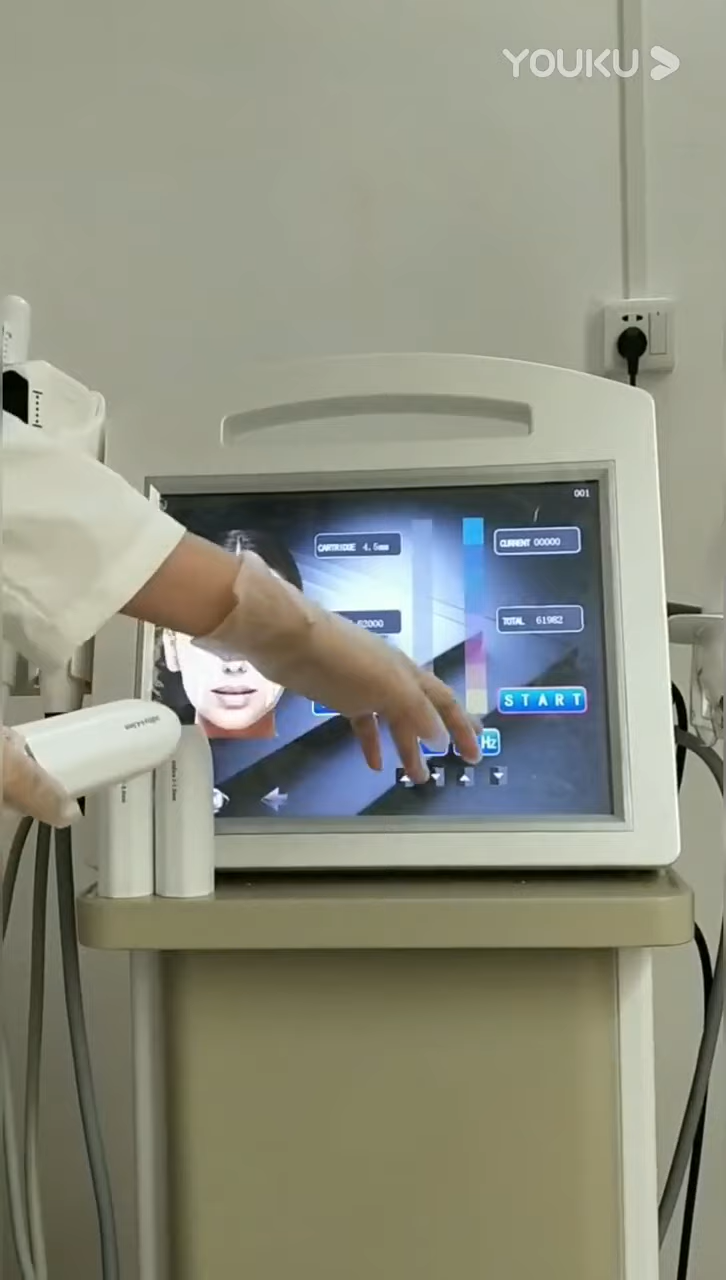 YOUKU
001
CARTRIDGE 4.5mm
CURRENT 00000
TOTAL 61982
START
Hz